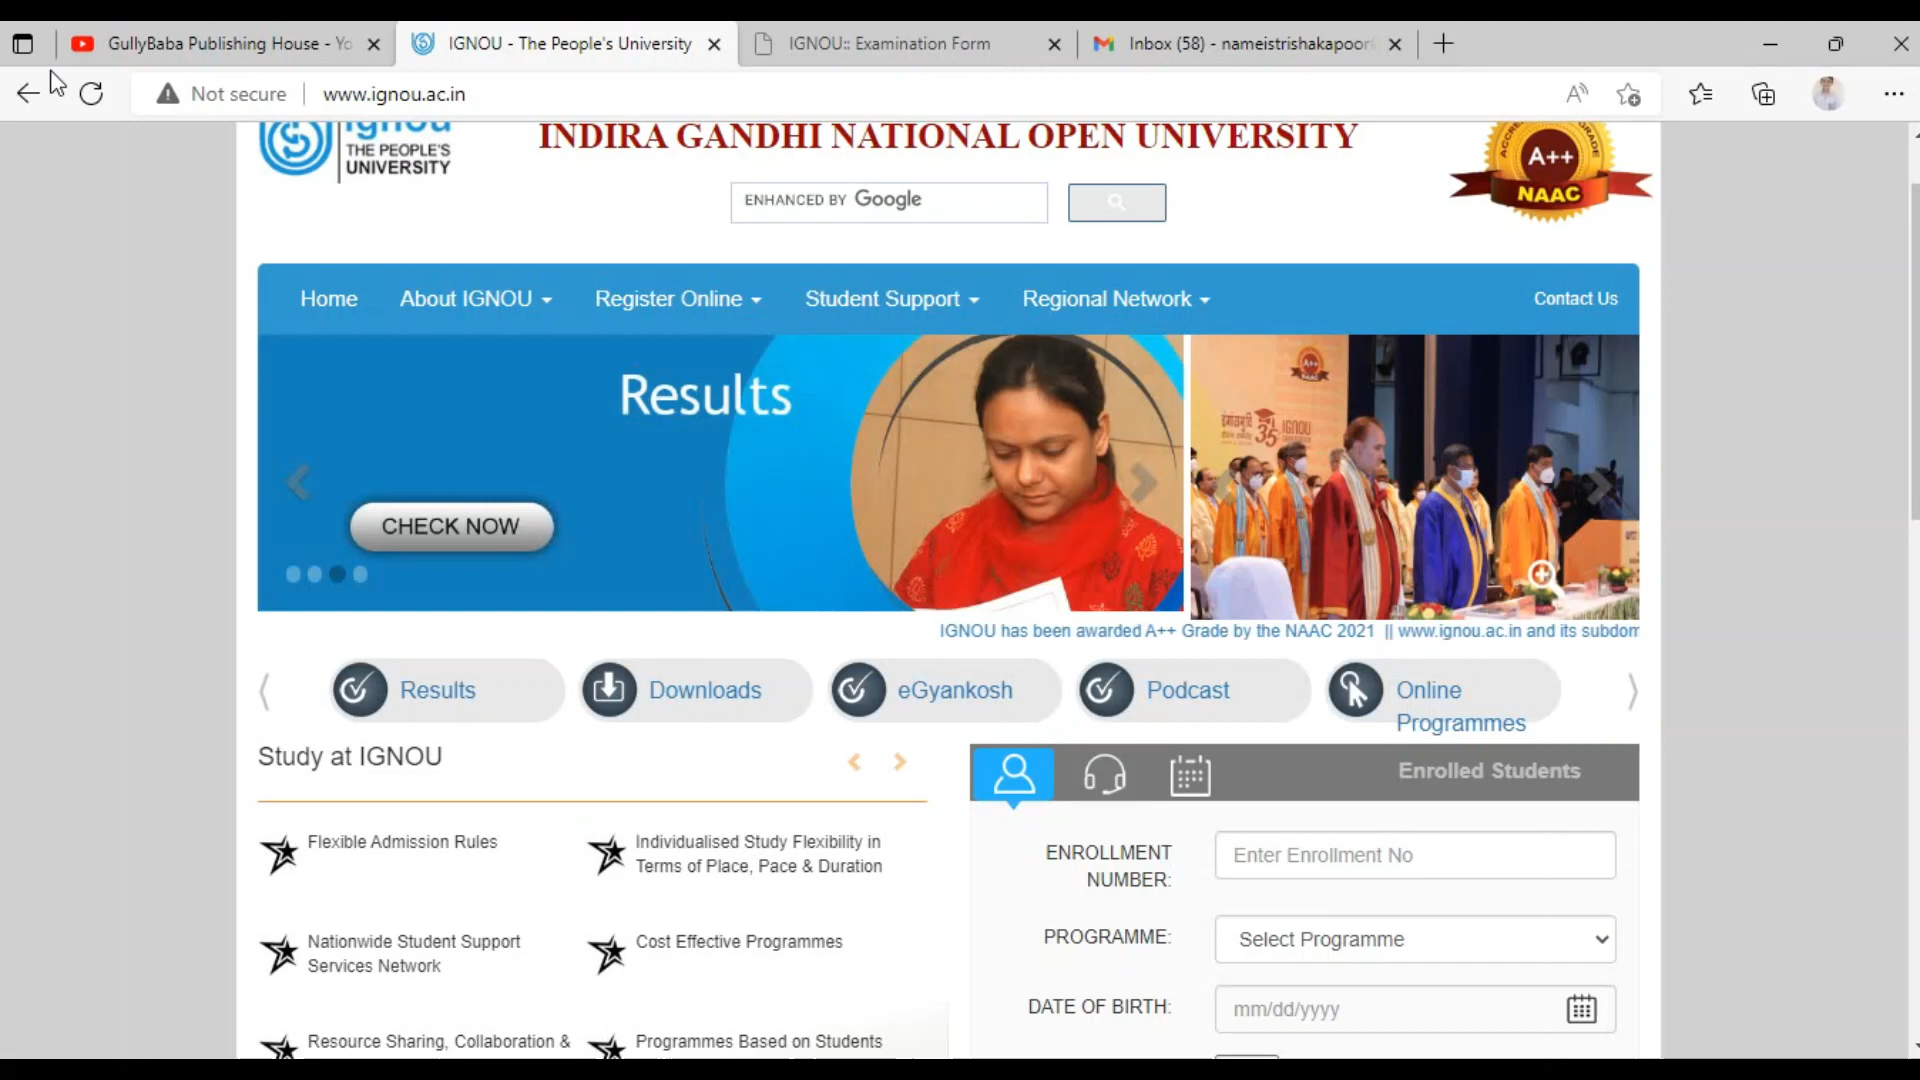 GullyBaba Publishing House - Yo
IGNOU - The People's University
IGNOU:: Examination Form
Inbox (58) - nameistrishakapoor
Not secure
www.ignou.ac.in
ignou
THE PEOPLE'S
UNIVERSITY
INDIRA GANDHI NATIONAL OPEN UNIVERSITY
ENHANCED BY Google
GRADE
A++
NAAC
Home
About IGNOU
Register Online
Student Support
Regional Network
Contact Us
Results
CHECK NOW
A++
35
IGNOU
IGNOU has been awarded A++ Grade by the NAAC 2021 || www.ignou.ac.in and its subdom
Results
Downloads
eGyankosh
Podcast
Online
Programmes
Study at IGNOU
Enrolled Students
Flexible Admission Rules
Individualised Study Flexibility in
Terms of Place, Pace & Duration
Nationwide Student Support
Services Network
Cost Effective Programmes
Resource Sharing, Collaboration &
Programmes Based on Students
ENROLLMENT
NUMBER:
Enter Enrollment No
PROGRAMME:
Select Programme
DATE OF BIRTH:
mm/dd/yyyy